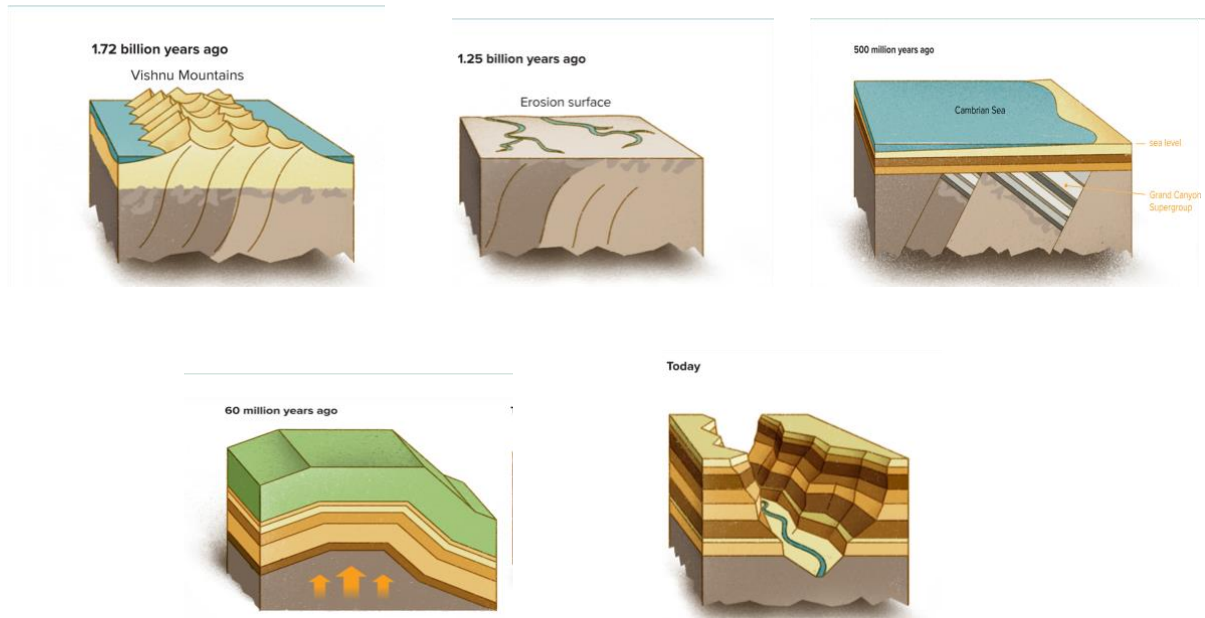 1.72 billion years ago
Vishnu Mountains
1.25 billion years ago
Erosion surface
500 million years ago
Cambrian Sea
sea level
Grand Canyon
Supergroup
60 million years ago
Today